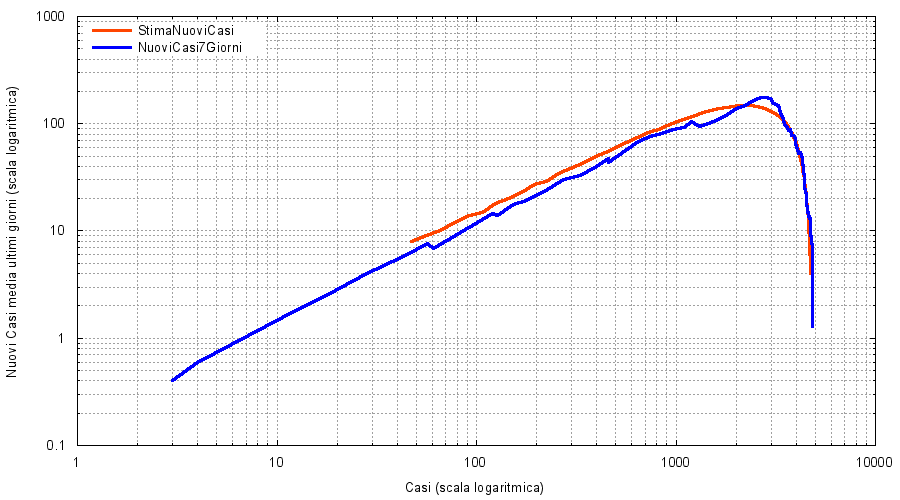 1000
StimaNuoviCasi
NuoviCasi7Giorni
100
10
1
0.1
Nuovi Casi media ultimi giorni (scala logaritmica)
1 10 100 1000 10000
Casi (scala logaritmica)